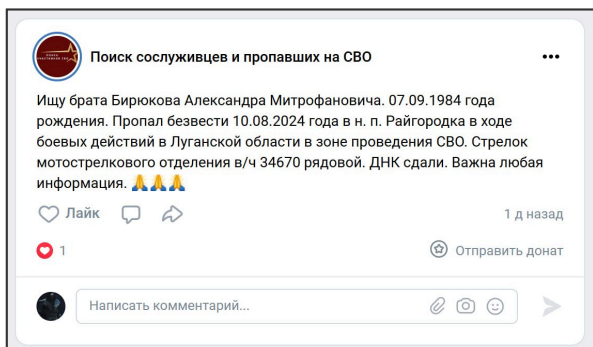 Поиск сослуживцев и пропавших на СВО
Ищу брата Бирюкова Александра Митрофановича. 07.09.1984 года
рождения. Пропал безвести 10.08.2024 года в н. п. Райгородка в ходе
боевых действий в Луганской области в зоне проведения СВО. Стрелок
мотострелкового отделения в/ч 34670 рядовой. ДНК сдали. Важна любая
информация. 🙏🙏🙏
Лайк
1 д назад
1
Отправить донат
Написать комментарий...